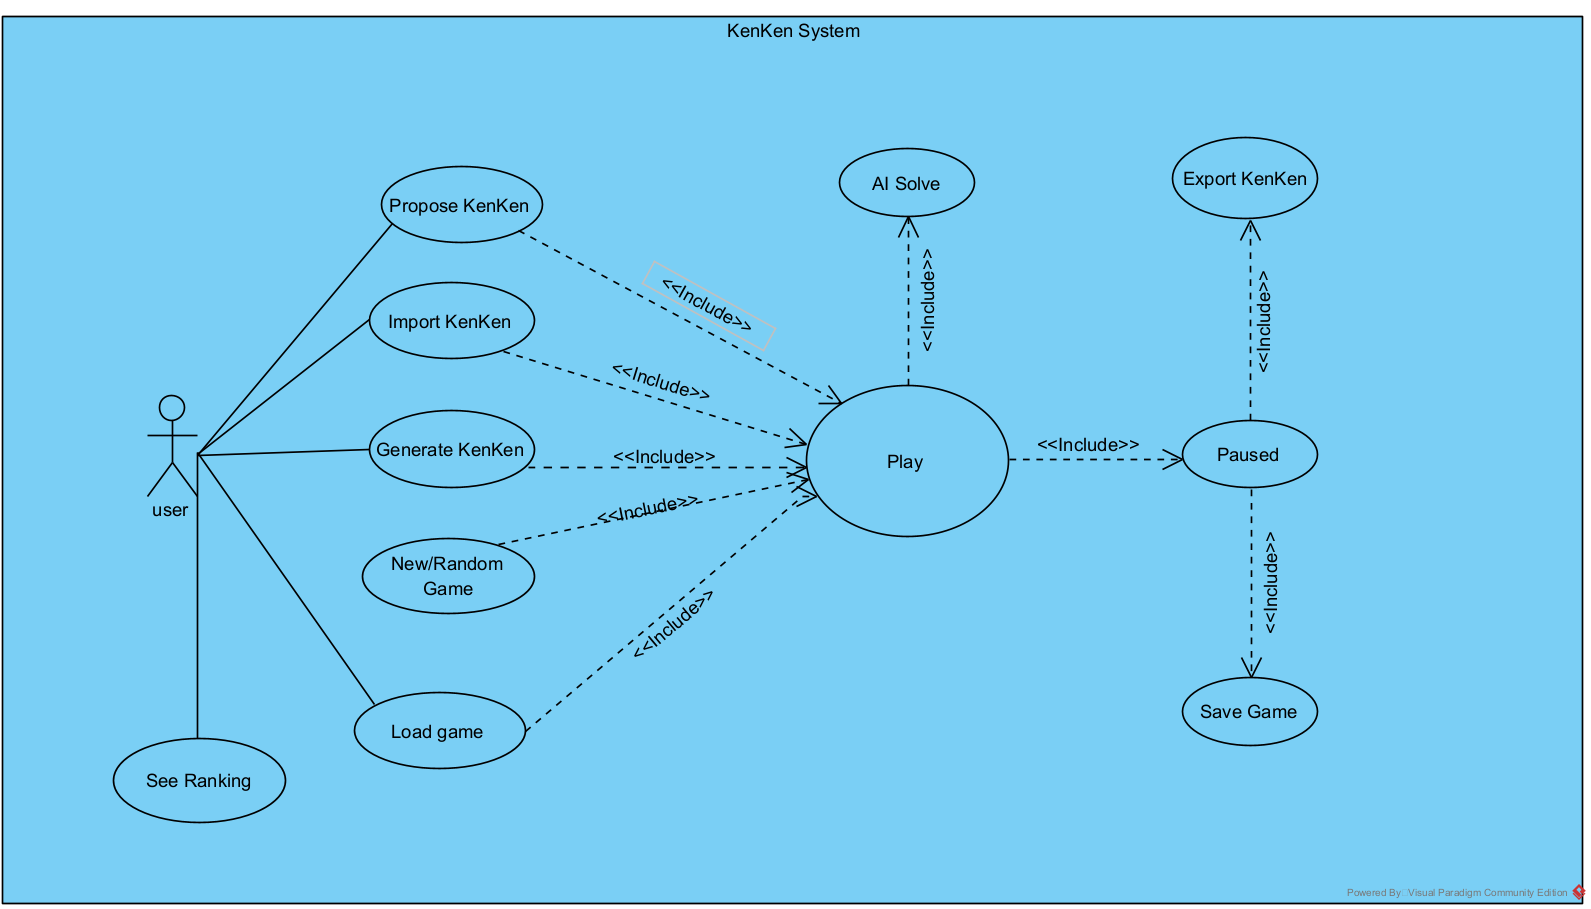 KenKen System
Propose KenKen
AI Solve
Export KenKen
<<Include>>
<<Include>>
<<Include>>
Import KenKen
<<Include>>
Generate KenKen
<<Include>>
Play
<<Include>>
Paused
user
<<Include>>
New/Random
Game
<<Include>>
<<Include>>
Load game
Save Game
See Ranking
Powered By Visual Paradigm Community Edition